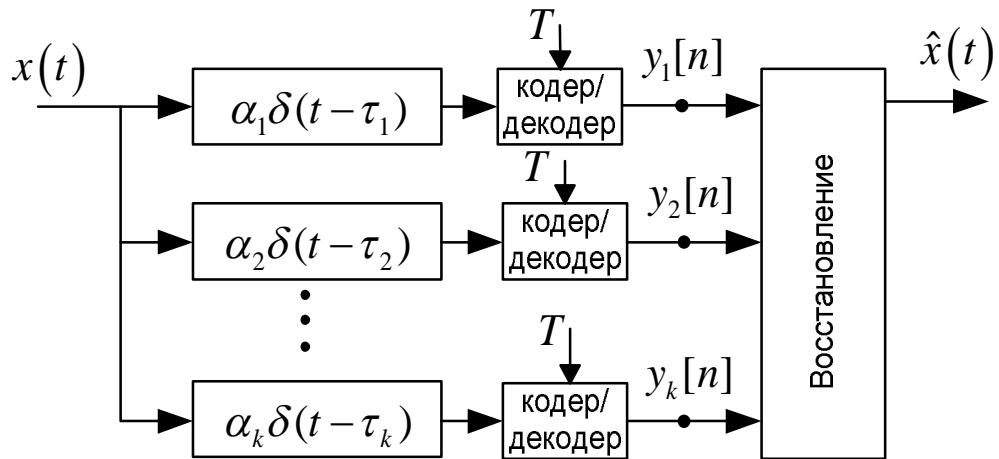 x(t)
α₁δ(t−τ₁)
T
кодер/
декодер
y₁[n]
x̂(t)
α₂δ(t−τ₂)
T
кодер/
декодер
y₂[n]
Восстановление
αₖδ(t−τₖ)
T
кодер/
декодер
yₖ[n]